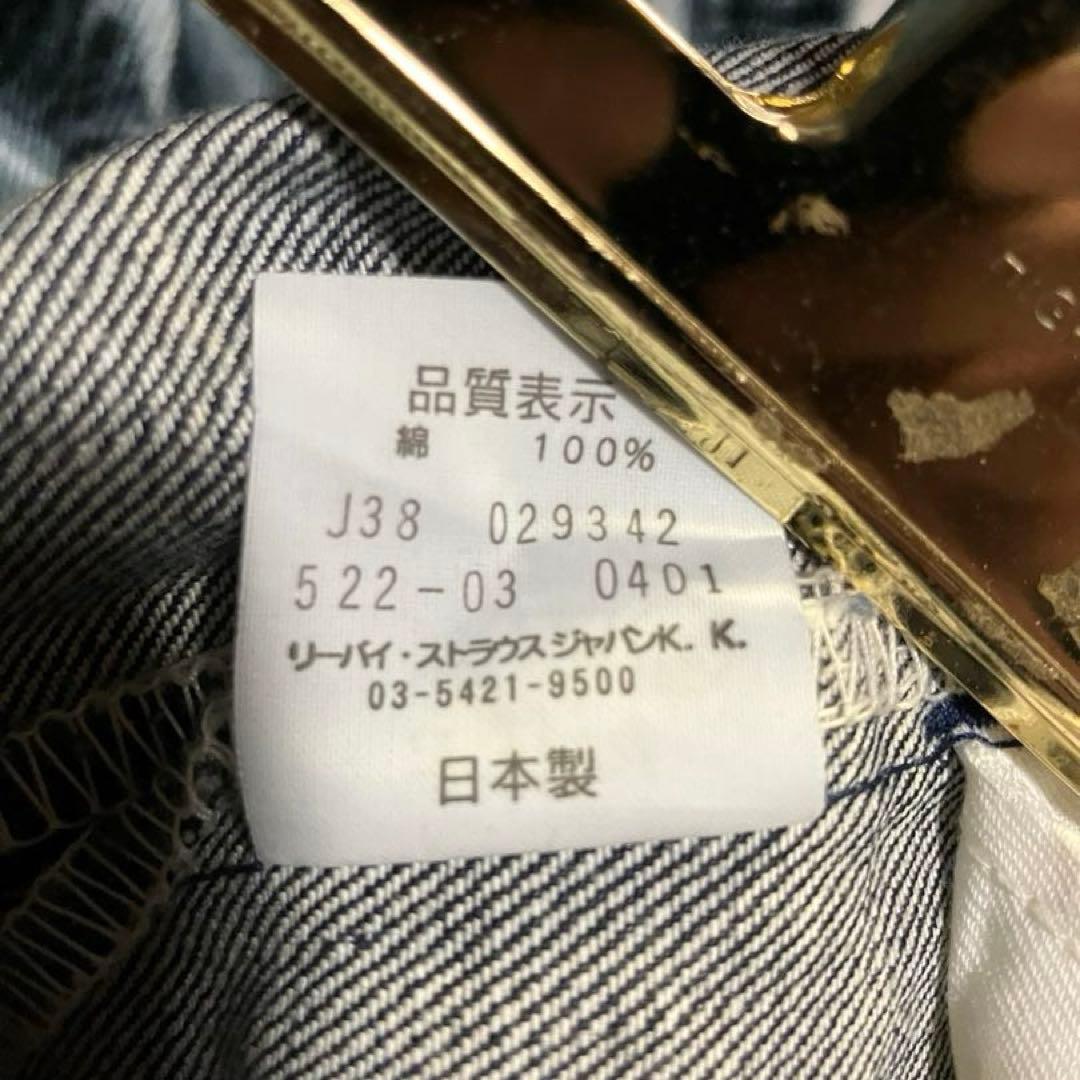 品質表示
綿 100%
J38 029342
522-03 0401
リーバイ・ストラウスジャパンK.K.
03-5421-9500
日本製